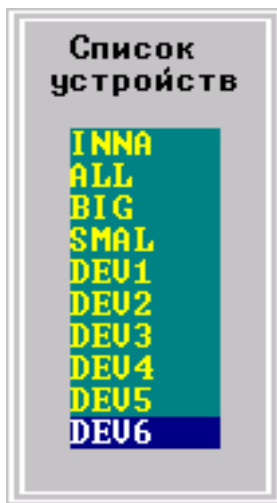 Список
устройств
INNA
ALL
BIG
SMAL
DEV1
DEV2
DEV3
DEV4
DEV5
DEV6